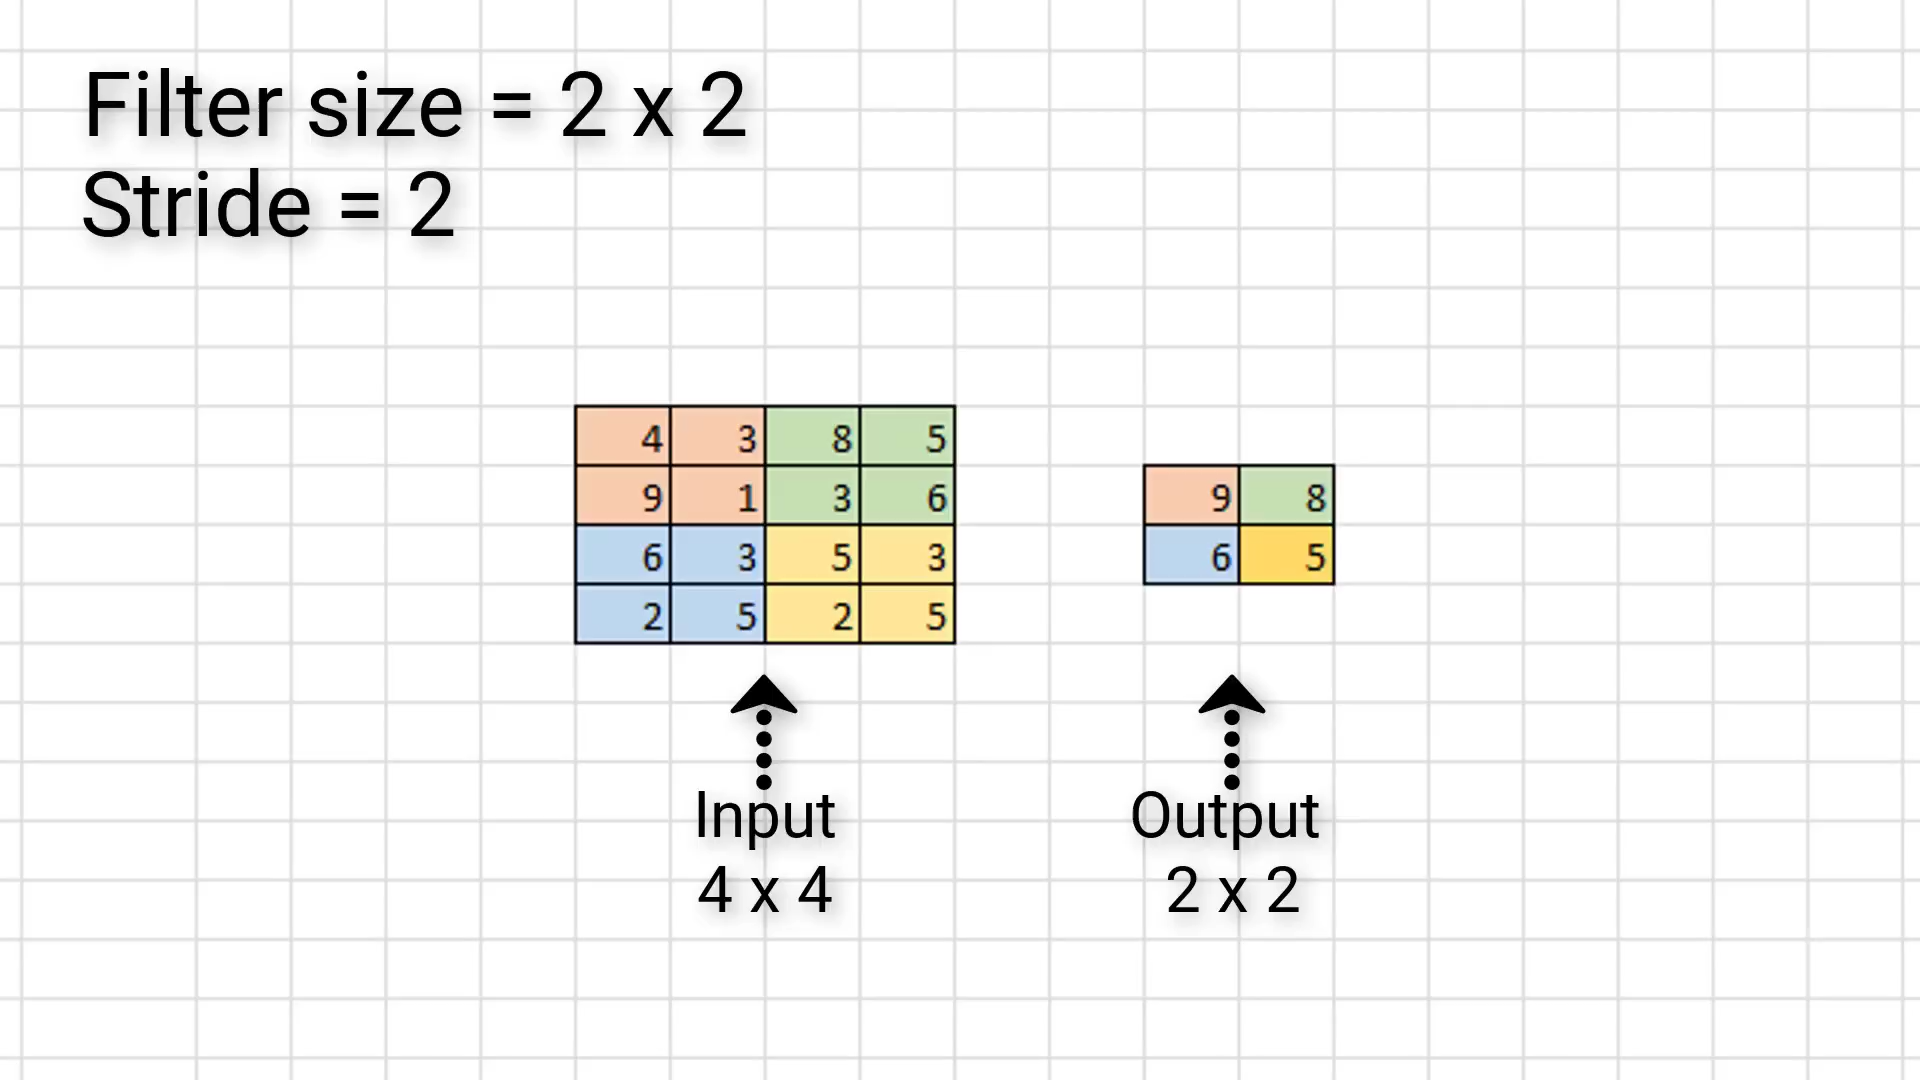 Filter size = 2 x 2
Stride = 2
4 3 8 5
9 1 3 6
6 3 5 3
2 5 2 5
9 8
6 5
Input
4 x 4
Output
2 x 2